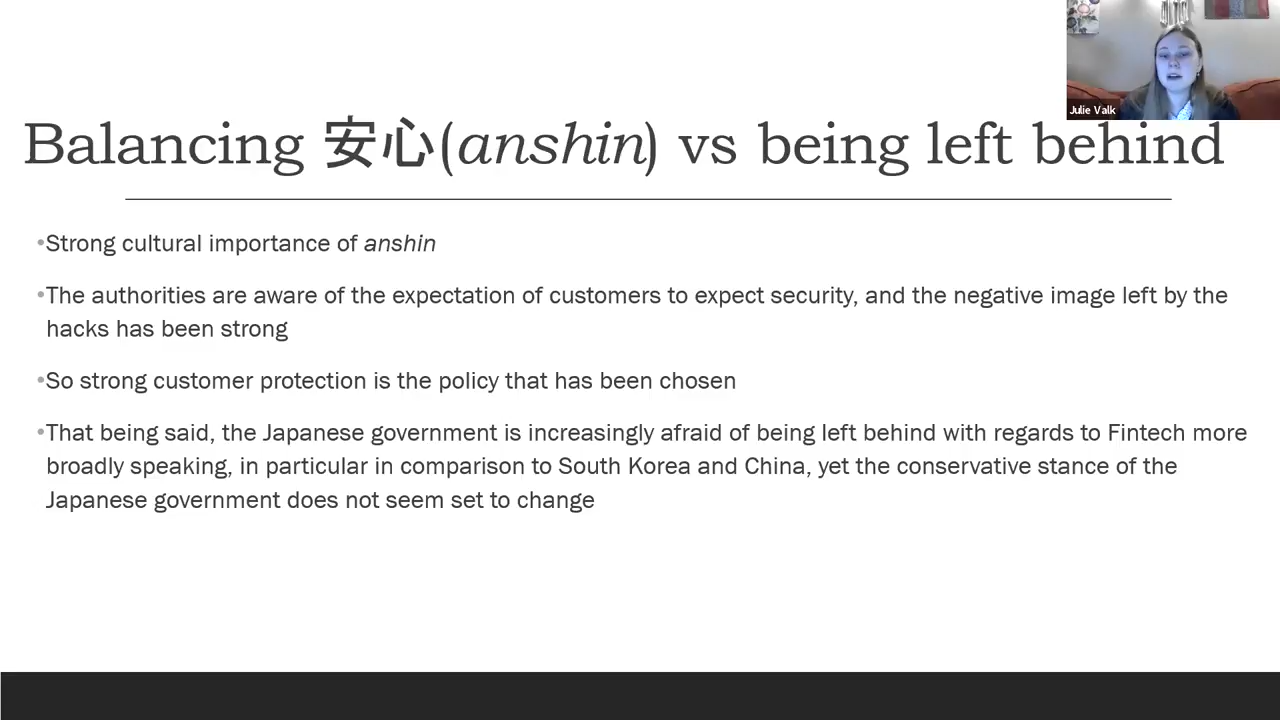 Julie Valk
Balancing 安心(anshin) vs being left behind
•Strong cultural importance of anshin
•The authorities are aware of the expectation of customers to expect security, and the negative image left by the
hacks has been strong
•So strong customer protection is the policy that has been chosen
•That being said, the Japanese government is increasingly afraid of being left behind with regards to Fintech more
broadly speaking, in particular in comparison to South Korea and China, yet the conservative stance of the
Japanese government does not seem set to change